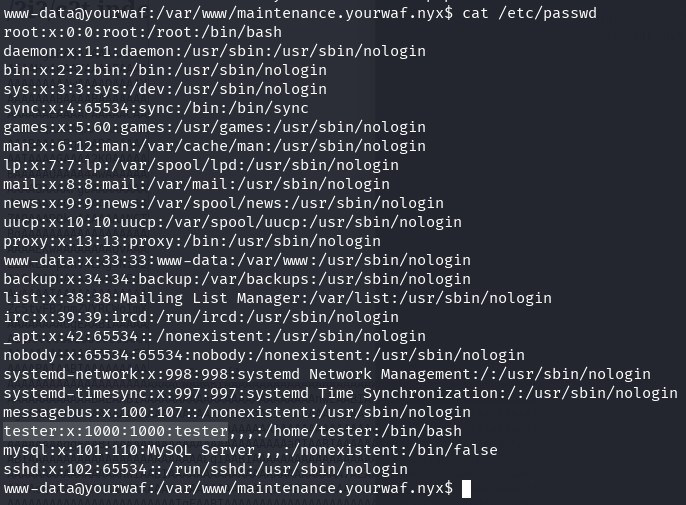 www-data@yourwaf:/var/www/maintenance.yourwaf.nyx$ cat /etc/passwd
root:x:0:0:root:/root:/bin/bash
daemon:x:1:1:daemon:/usr/sbin:/usr/sbin/nologin
bin:x:2:2:bin:/bin:/usr/sbin/nologin
sys:x:3:3:sys:/dev:/usr/sbin/nologin
sync:x:4:65534:sync:/bin:/bin/sync
games:x:5:60:games:/usr/games:/usr/sbin/nologin
man:x:6:12:man:/var/cache/man:/usr/sbin/nologin
lp:x:7:7:lp:/var/spool/lpd:/usr/sbin/nologin
mail:x:8:8:mail:/var/mail:/usr/sbin/nologin
news:x:9:9:news:/var/spool/news:/usr/sbin/nologin
uucp:x:10:10:uucp:/var/spool/uucp:/usr/sbin/nologin
proxy:x:13:13:proxy:/bin:/usr/sbin/nologin
www-data:x:33:33:www-data:/var/www:/usr/sbin/nologin
backup:x:34:34:backup:/var/backups:/usr/sbin/nologin
list:x:38:38:Mailing List Manager:/var/list:/usr/sbin/nologin
irc:x:39:39:ircd:/run/ircd:/usr/sbin/nologin
_apt:x:42:65534::/nonexistent:/usr/sbin/nologin
nobody:x:65534:65534:nobody:/nonexistent:/usr/sbin/nologin
systemd-network:x:998:998:systemd Network Management:/:/usr/sbin/nologin
systemd-timesync:x:997:997:systemd Time Synchronization:/:/usr/sbin/nologin
messagebus:x:100:107::/nonexistent:/usr/sbin/nologin
tester:x:1000:1000:tester,,,:/home/tester:/bin/bash
mysql:x:101:110:MySQL Server,,,:/nonexistent:/bin/false
sshd:x:102:65534::/run/sshd:/usr/sbin/nologin
www-data@yourwaf:/var/www/maintenance.yourwaf.nyx$